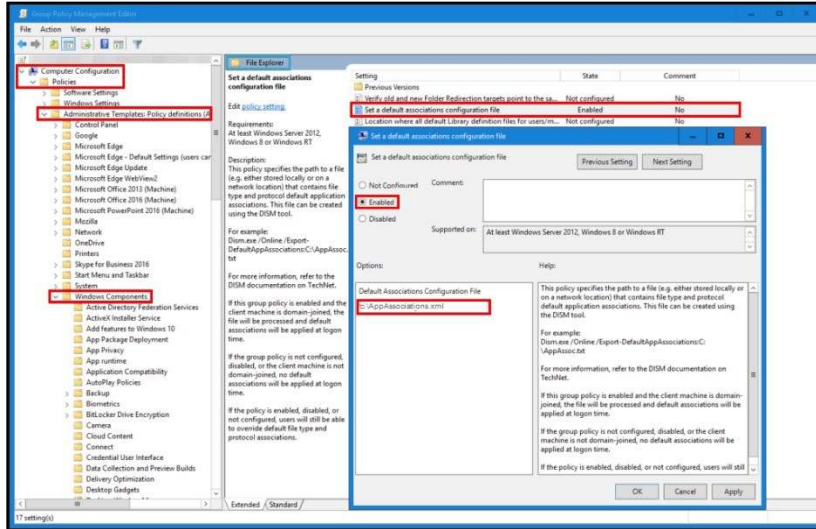 Group Policy Management Editor
File Action View Help
Computer Configuration
Policies
Software Settings
Windows Settings
Administrative Templates: Policy definitions (A
Control Panel
Google
Microsoft Edge
Microsoft Edge - Default Settings (users car
Microsoft Edge Update
Microsoft Edge WebView2
Microsoft Office 2013 (Machine)
Microsoft Office 2016 (Machine)
Microsoft PowerPoint 2016 (Machine)
Mozilla
Network
OneDrive
Printers
Skype for Business 2016
Start Menu and Taskbar
System
Windows Components
Active Directory Federation Services
ActiveX Installer Service
Add features to Windows 10
App Package Deployment
App Privacy
App runtime
Application Compatibility
AutoPlay Policies
Backup
Biometrics
BitLocker Drive Encryption
Camera
Cloud Content
Connect
Credential User Interface
Data Collection and Preview Builds
Delivery Optimization
Desktop Gadgets
File Explorer
Set a default associations
configuration file
Edit policy setting
Requirements:
At least Windows Server 2012,
Windows 8 or Windows RT
Description:
This policy specifies the path to a file
(e.g. either stored locally or on a
network location) that contains file
type and protocol default application
associations. This file can be created
using the DISM tool.
For example:
Dism.exe /Online /Export-
DefaultAppAssociations:C:\AppAssoc.
txt
For more information, refer to the
DISM documentation on TechNet.
If this group policy is enabled and the
client machine is domain-joined, the
file will be processed and default
associations will be applied at logon
time.
If the group policy is not configured,
disabled, or the client machine is not
domain-joined, no default
associations will be applied at logon
time.
If the policy is enabled, disabled, or
not configured, users will still be able
to override default file type and
protocol associations.
Setting State Comment
Previous Versions
Verify old and new Folder Redirection targets point to the sa... Not configured No
Set a default associations configuration file Enabled No
Location where all default Library definition files for users/m... Not configured No
Set a default associations configuration file
Set a default associations configuration file
Previous Setting Next Setting
Not Configured Comment:
Enabled
Disabled
Supported on: At least Windows Server 2012, Windows 8 or Windows RT
Options: Help:
Default Associations Configuration File
c:\AppAssociations.xml
This policy specifies the path to a file (e.g. either stored locally or
on a network location) that contains file type and protocol
default application associations. This file can be created using
the DISM tool.
For example:
Dism.exe /Online /Export-DefaultAppAssociations:C:
\AppAssoc.txt
For more information, refer to the DISM documentation on
TechNet.
If this group policy is enabled and the client machine is domain-
joined, the file will be processed and default associations will be
applied at logon time.
If the group policy is not configured, disabled, or the client
machine is not domain-joined, no default associations will be
applied at logon time.
If the policy is enabled, disabled, or not configured, users will still
OK Cancel Apply
Extended Standard
17 setting(s)